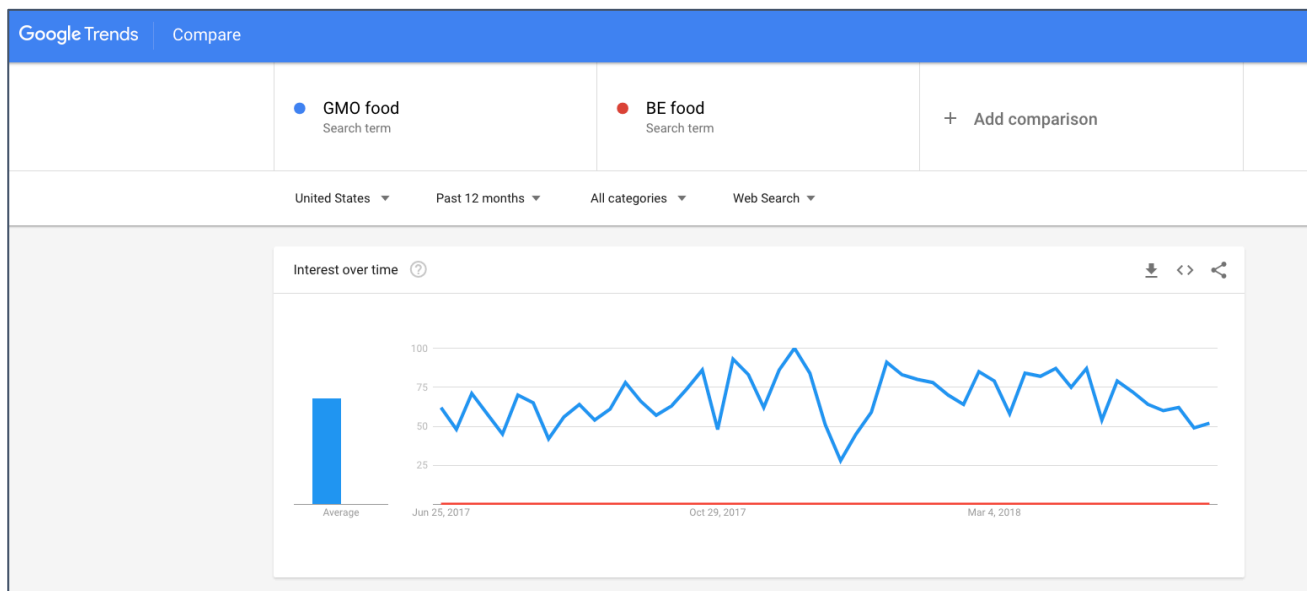 Google Trends Compare
GMO food
Search term
BE food
Search term
+ Add comparison
United States Past 12 months All categories Web Search
Interest over time ?
100
75
50
25
Average
Jun 25, 2017 Oct 29, 2017 Mar 4, 2018